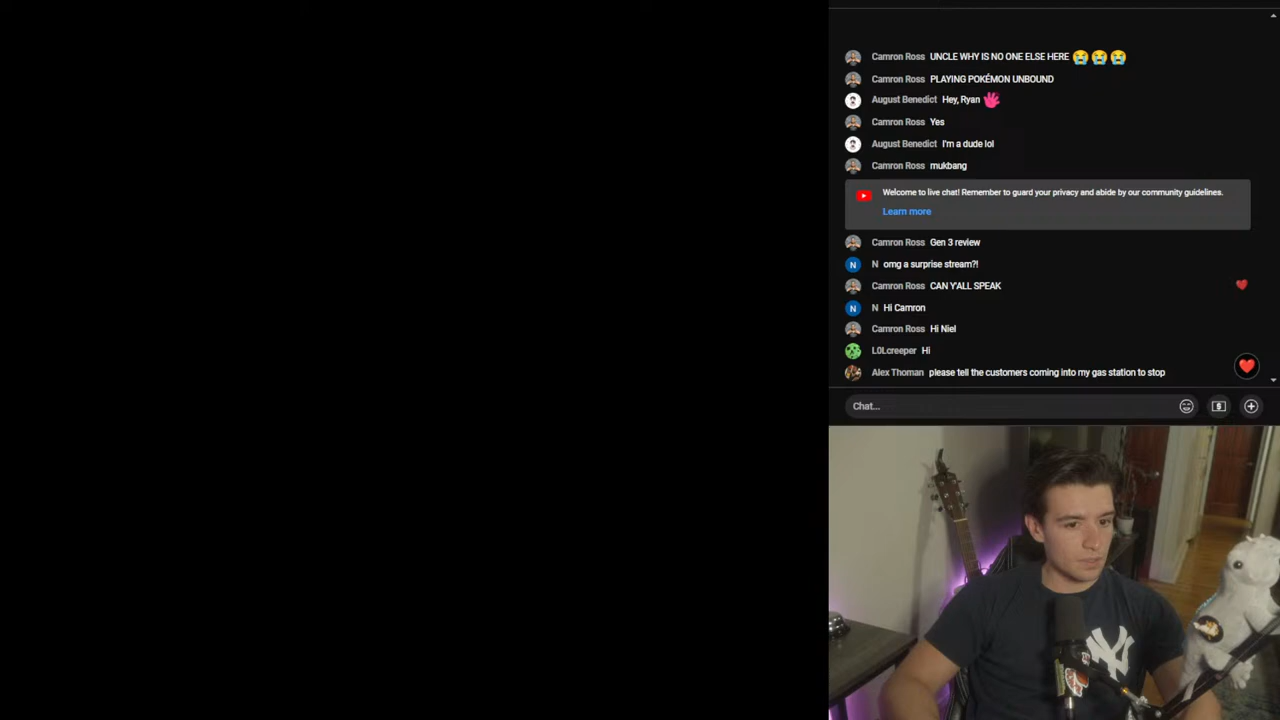 Camron Ross UNCLE WHY IS NO ONE ELSE HERE 😭😭😭
Camron Ross PLAYING POKÉMON UNBOUND
August Benedict Hey, Ryan
Camron Ross Yes
August Benedict I'm a dude lol
Camron Ross mukbang
Welcome to live chat! Remember to guard your privacy and abide by our community guidelines.
Learn more
Camron Ross Gen 3 review
N N omg a surprise stream?!
Camron Ross CAN Y'ALL SPEAK
N N Hi Camron
Camron Ross Hi Niel
L0Lcreeper Hi
Alex Thoman please tell the customers coming into my gas station to stop
Chat...
NY